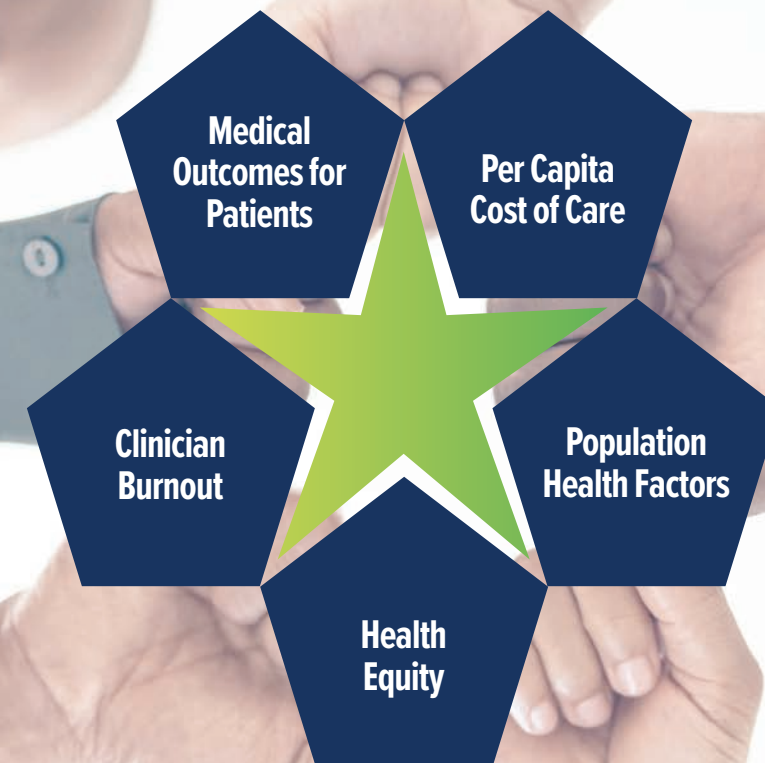 Medical
Outcomes for
Patients
Per Capita
Cost of Care
Clinician
Burnout
Population
Health Factors
Health
Equity